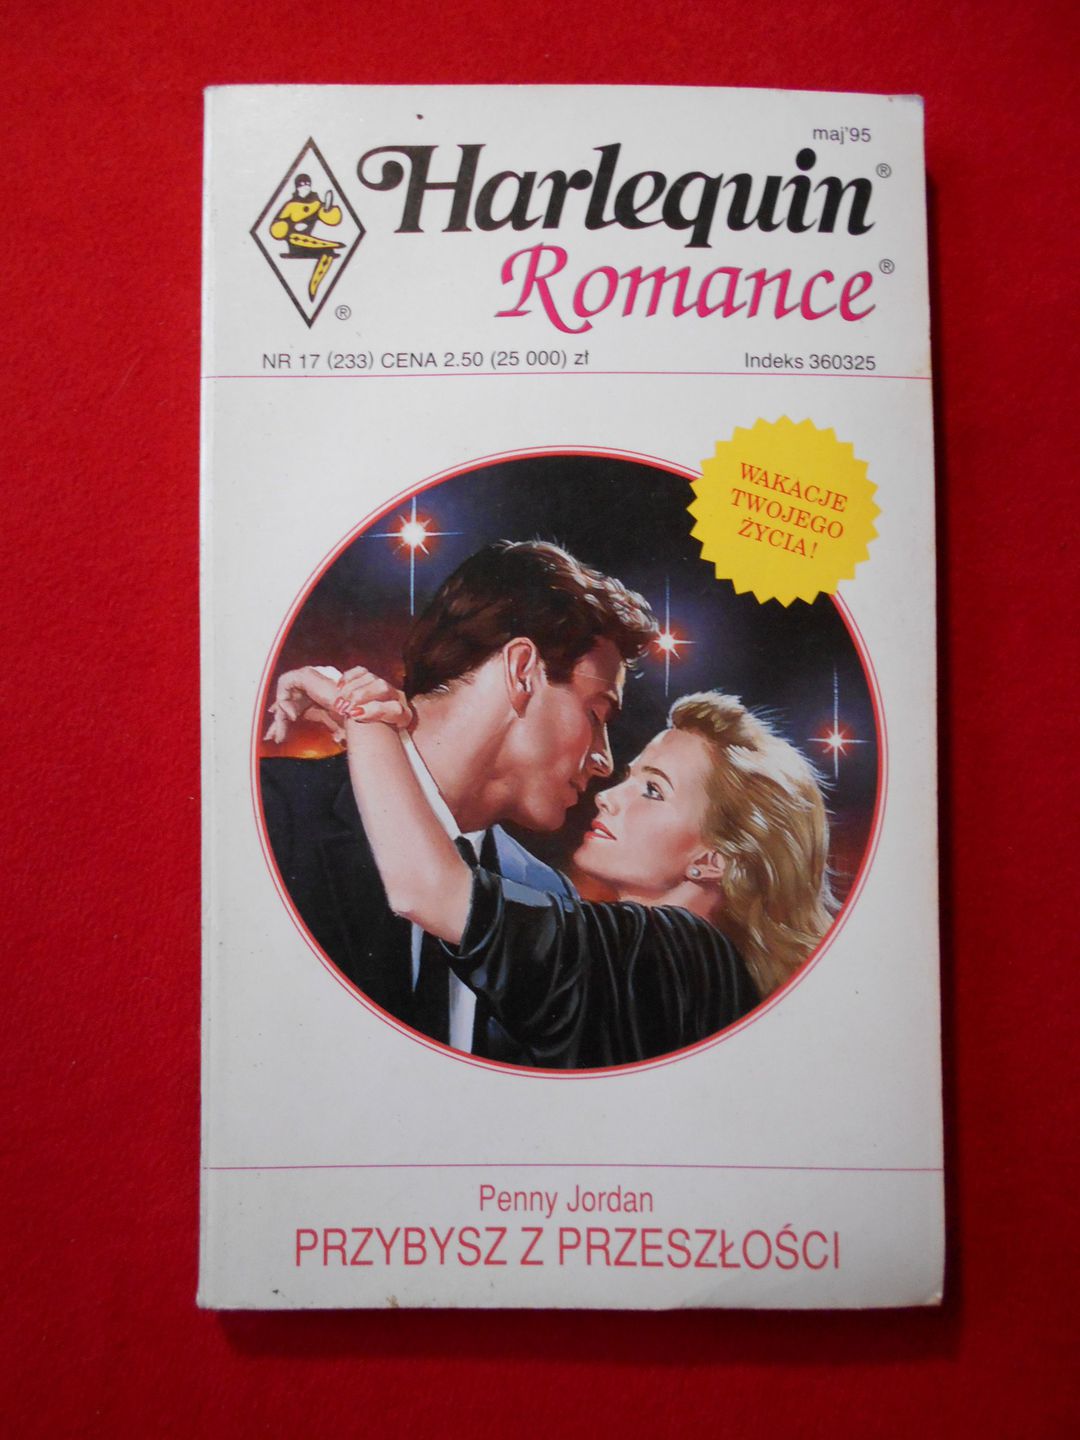 maj'95
Harlequin®
Romance®
®
NR 17 (233) CENA 2.50 (25 000) zł Indeks 360325
WAKACJE
TWOJEGO
ŻYCIA!
Penny Jordan
PRZYBYSZ Z PRZESZŁOŚCI